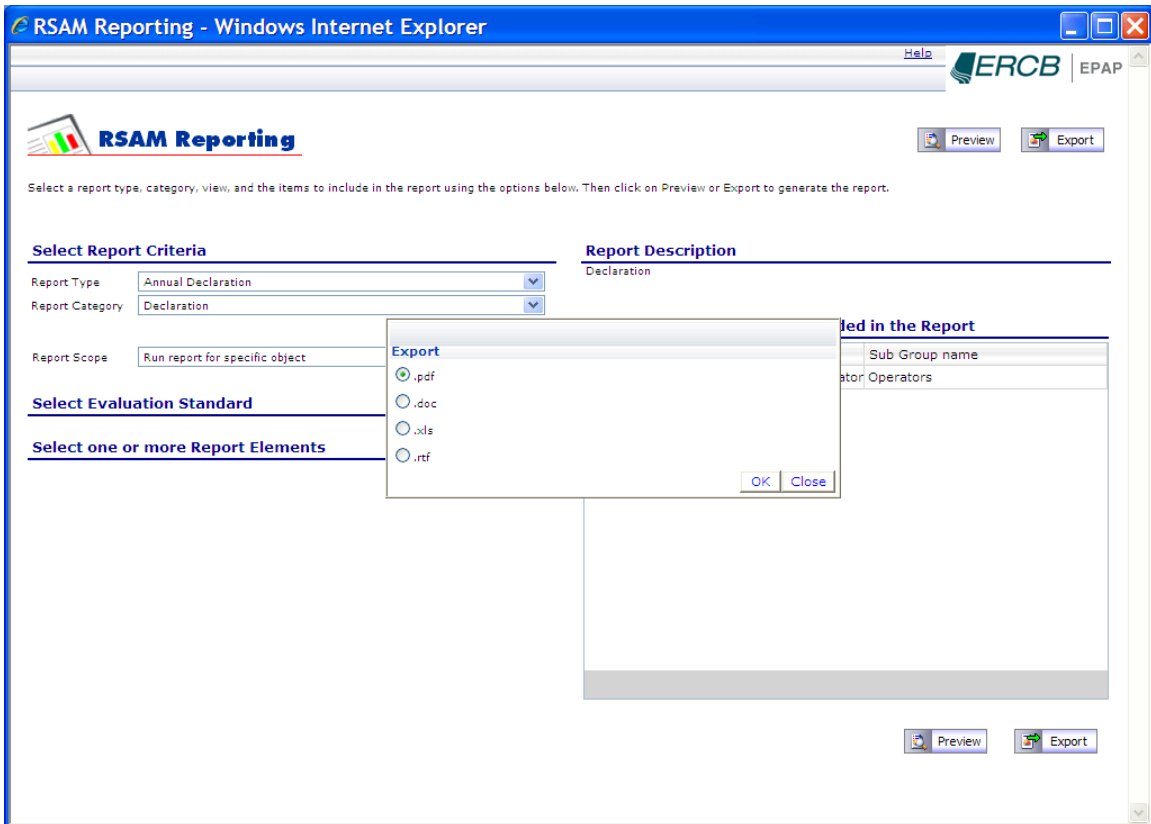 RSAM Reporting - Windows Internet Explorer
Help
ERCB | EPAP
RSAM Reporting
Preview
Export
Select a report type, category, view, and the items to include in the report using the options below. Then click on Preview or Export to generate the report.
Select Report Criteria
Report Description
Report Type
Annual Declaration
Declaration
Report Category
Declaration
ded in the Report
Report Scope
Run report for specific object
Export
Sub Group name
.pdf
ator
Operators
Select Evaluation Standard
.doc
.xls
Select one or more Report Elements
.rtf
OK
Close
Preview
Export